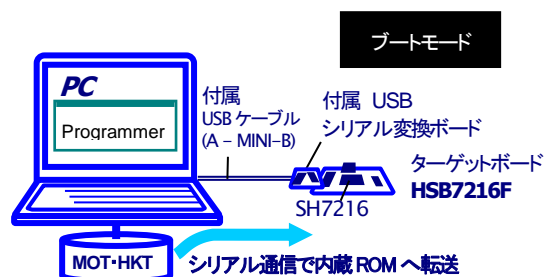 ブートモード
PC
Programmer
付属
USB ケーブル
(A – MINI-B)
付属 USB
シリアル変換ボード
ターゲットボード
HSB7216F
SH7216
MOT・HKT
シリアル通信で内蔵 ROM へ転送